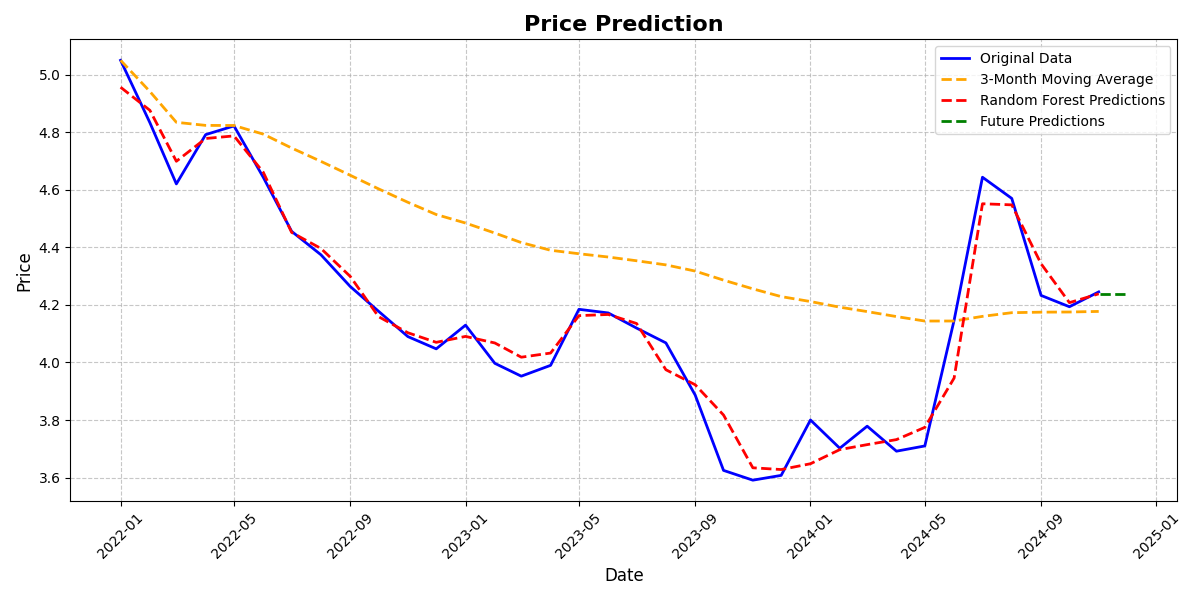 Price Prediction
Original Data
3-Month Moving Average
Random Forest Predictions
Future Predictions
Price
5.0
4.8
4.6
4.4
4.2
4.0
3.8
3.6
2022-01
2022-05
2022-09
2023-01
2023-05
2023-09
2024-01
2024-05
2024-09
2025-01
Date